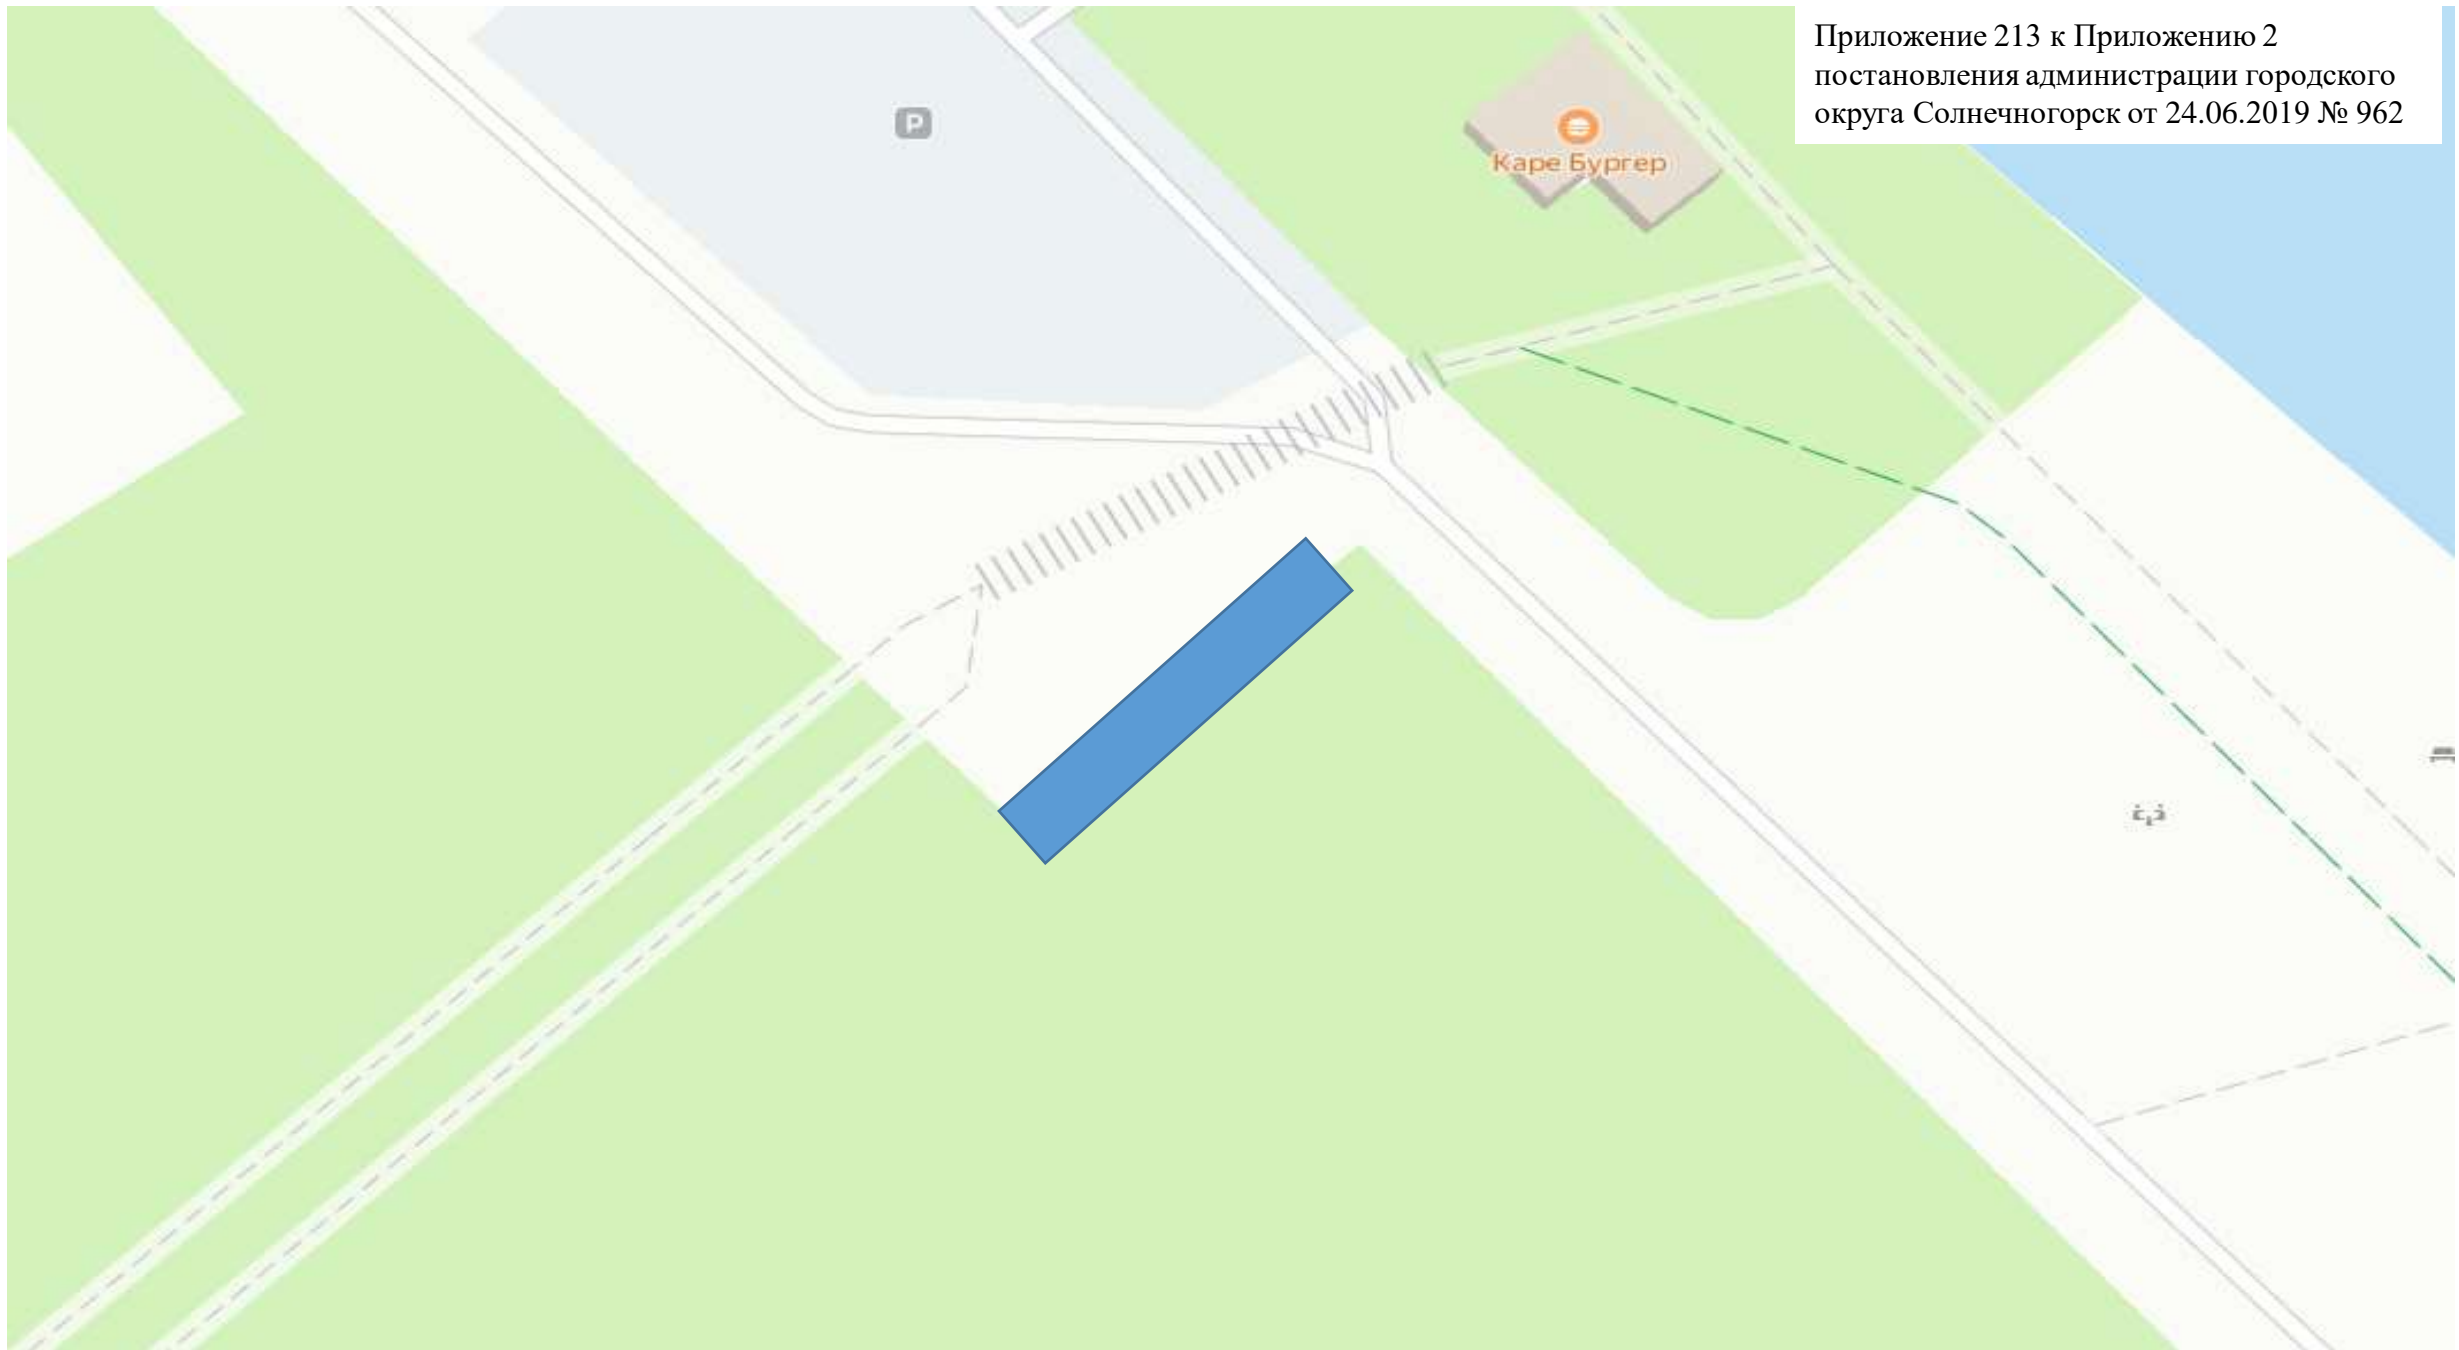 Приложение 213 к Приложению 2
постановления администрации городского
округа Солнечногорск от 24.06.2019 № 962
P
Каре Бургер